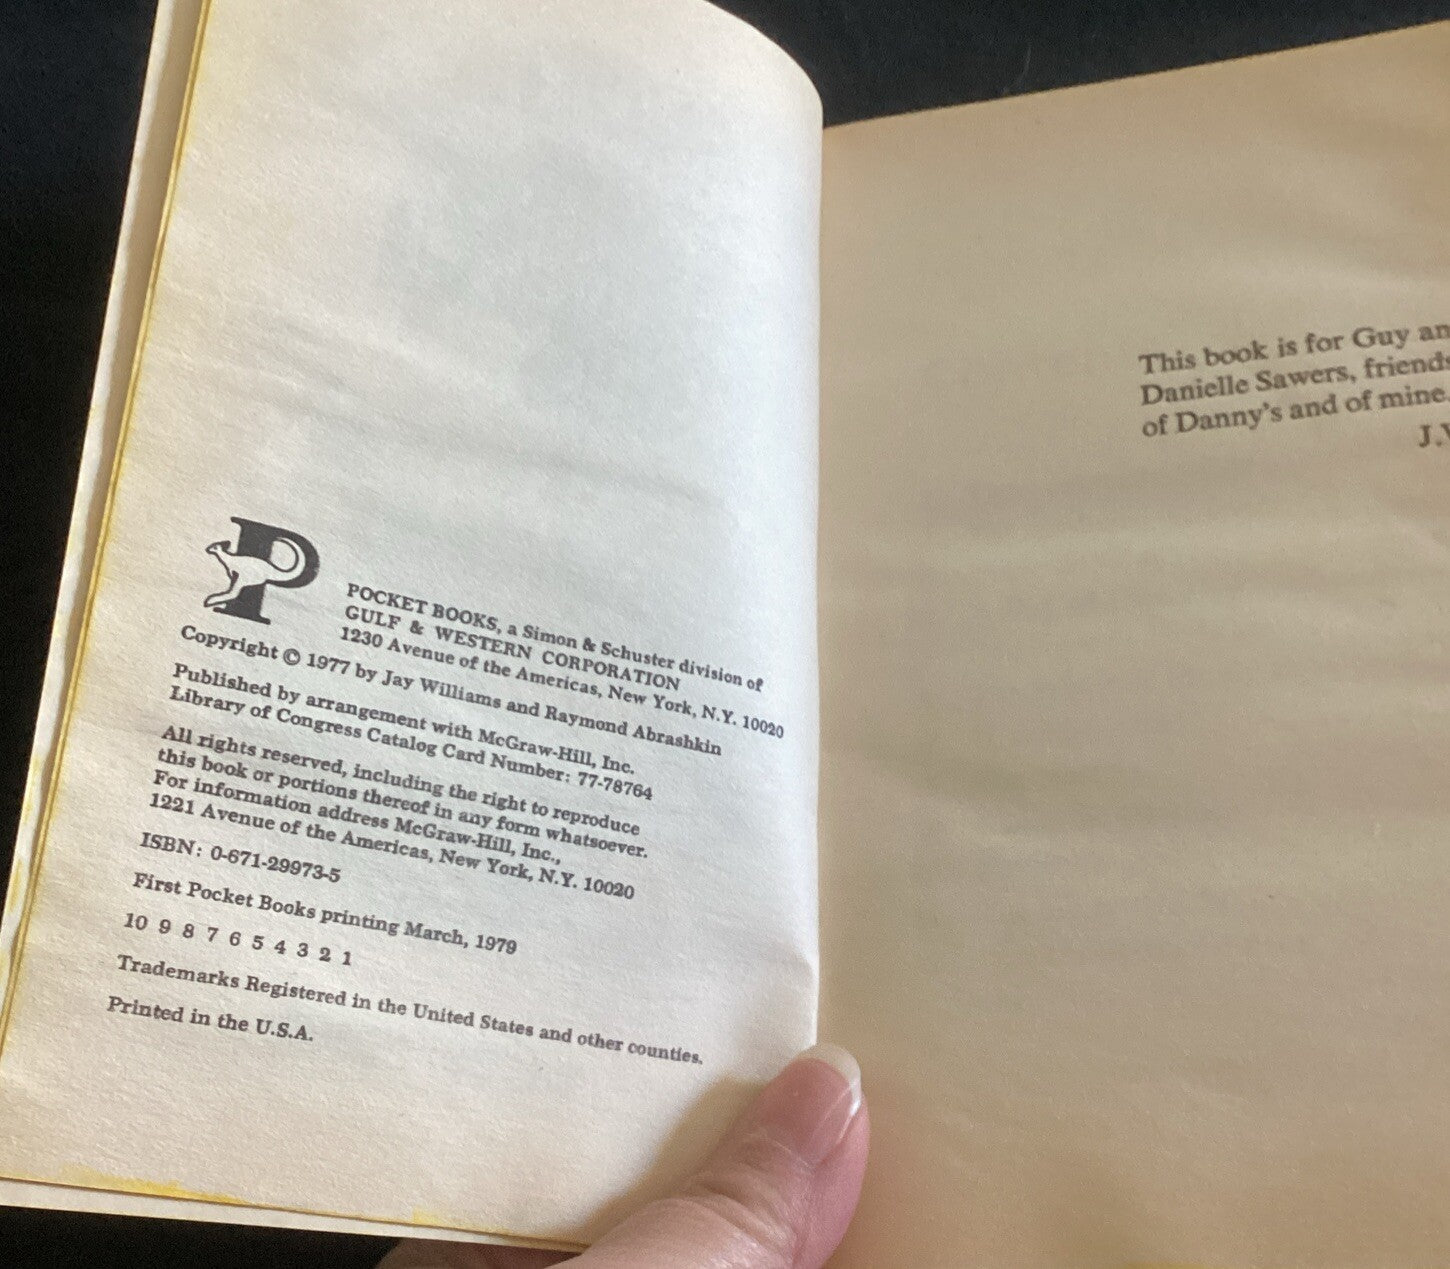 P
POCKET BOOKS, a Simon & Schuster division of
GULF & WESTERN CORPORATION
1230 Avenue of the Americas, New York, N.Y. 10020
Copyright © 1977 by Jay Williams and Raymond Abrashkin
Published by arrangement with McGraw-Hill, Inc.
Library of Congress Catalog Card Number: 77-78764
All rights reserved, including the right to reproduce
this book or portions thereof in any form whatsoever.
For information address McGraw-Hill, Inc.,
1221 Avenue of the Americas, New York, N.Y. 10020
ISBN: 0-671-29973-5
First Pocket Books printing March, 1979
10 9 8 7 6 5 4 3 2 1
Trademarks Registered in the United States and other counties.
Printed in the U.S.A.
This book is for Guy an
Danielle Sawers, friends
of Danny's and of mine.
J.